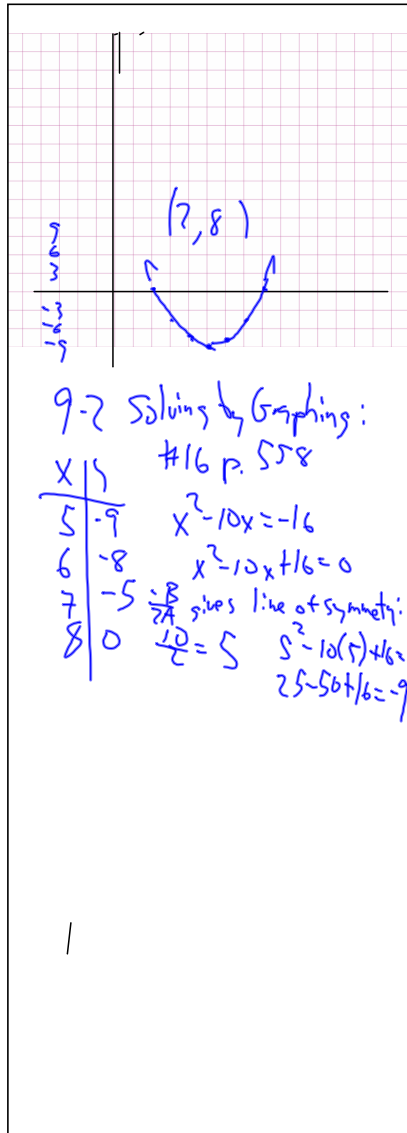 (2,8)
9
6
3
-3
-6
-9
9-2 Solving by Graphing:
#16 p. 558
x | y
5 | -9
6 | -8
7 | -5
8 | 0
x²-10x=-16
x²-10x+16=0
-B/2A gives line of symmety:
10/2 = 5
5²-10(5)+16=
25-50+16=-9